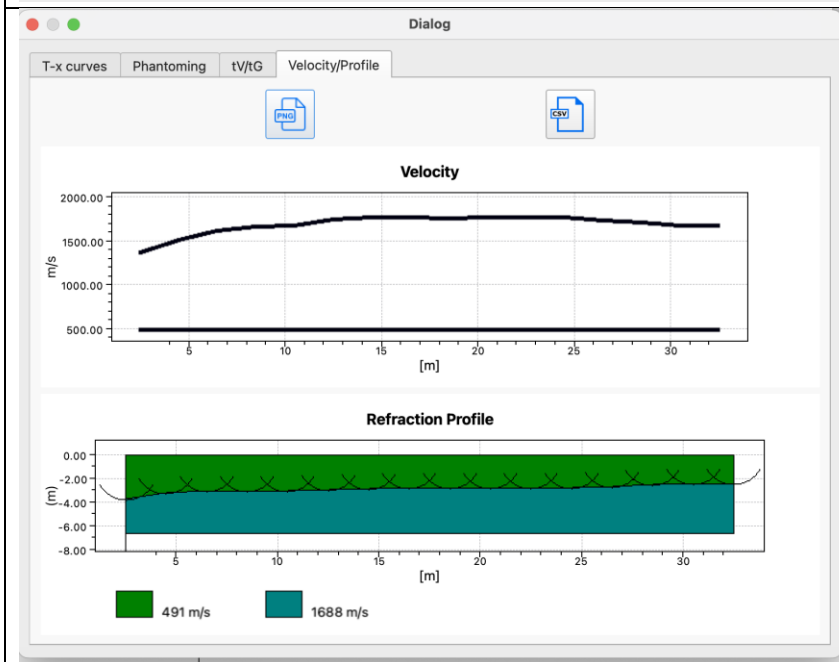 Dialog
T-x curves Phantoming tV/tG Velocity/Profile
PNG CSV
Velocity
2000.00
1500.00
m/s
1000.00
500.00
5 10 15 20 25 30
[m]
Refraction Profile
0.00
-2.00
(m)
-4.00
-6.00
-8.00
5 10 15 20 25 30
[m]
491 m/s 1688 m/s